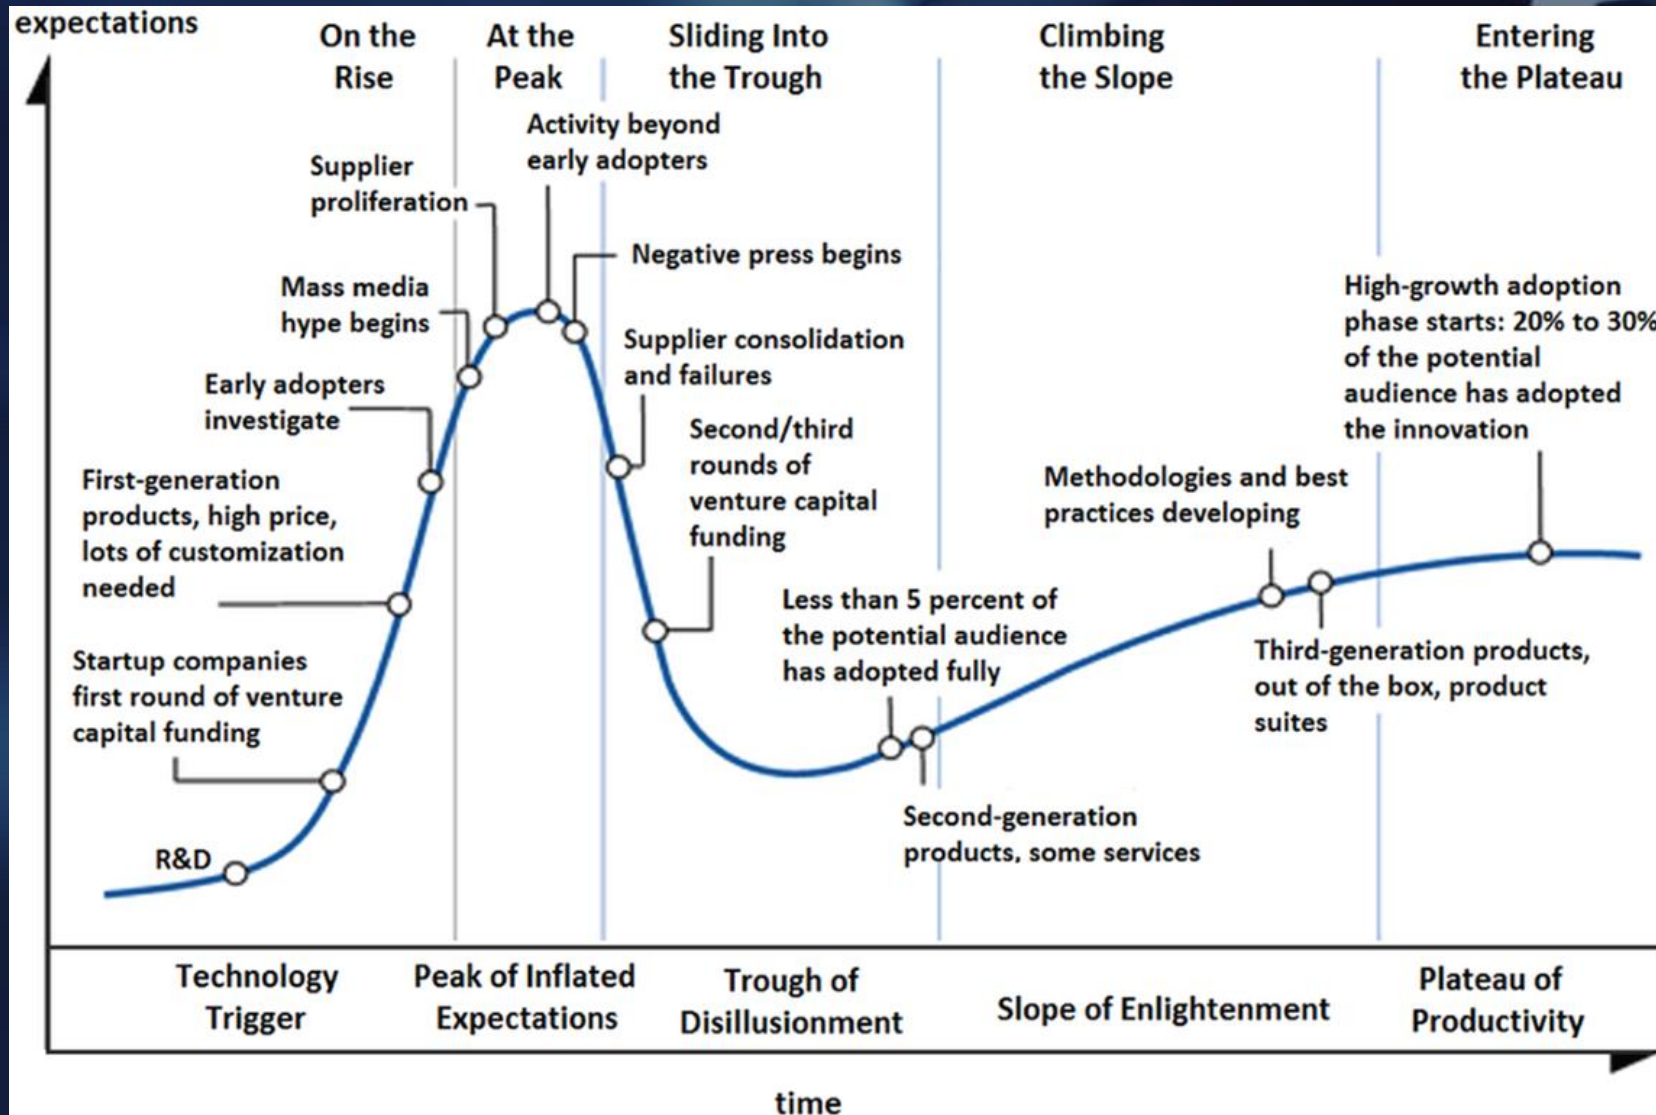 expectations
On the
Rise
At the
Peak
Sliding Into
the Trough
Climbing
the Slope
Entering
the Plateau
Activity beyond
early adopters
Supplier
proliferation
Negative press begins
Mass media
hype begins
High-growth adoption
phase starts: 20% to 30%
of the potential
audience has adopted
the innovation
Supplier consolidation
and failures
Early adopters
investigate
Second/third
rounds of
venture capital
funding
First-generation
products, high price,
lots of customization
needed
Methodologies and best
practices developing
Less than 5 percent of
the potential audience
has adopted fully
Startup companies
first round of venture
capital funding
Third-generation products,
out of the box, product
suites
Second-generation
products, some services
R&D
Technology
Trigger
Peak of Inflated
Expectations
Trough of
Disillusionment
Slope of Enlightenment
Plateau of
Productivity
time